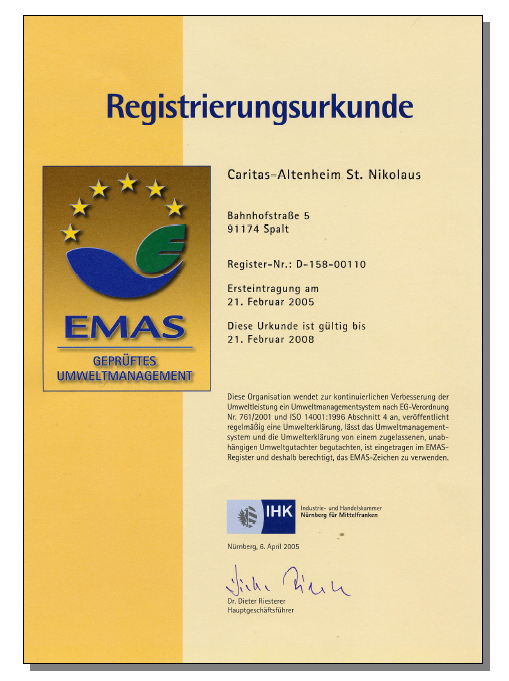 Registrierungsurkunde
Caritas-Altenheim St. Nikolaus
Bahnhofstraße 5
91174 Spalt
Register-Nr.: D-158-00110
Ersteintragung am
21. Februar 2005
Diese Urkunde ist gültig bis
21. Februar 2008
EMAS
GEPRÜFTES
UMWELTMANAGEMENT
Diese Organisation wendet zur kontinuierlichen Verbesserung der
Umweltleistung ein Umweltmanagementsystem nach EG-Verordnung
Nr. 761/2001 und ISO 14001:1996 Abschnitt 4 an, veröffentlicht
regelmäßig eine Umwelterklärung, lässt das Umweltmanagement-
system und die Umwelterklärung von einem zugelassenen, unab-
hängigen Umweltgutachter begutachten, ist eingetragen im EMAS-
Register und deshalb berechtigt, das EMAS-Zeichen zu verwenden.
IHK
Industrie- und Handelskammer
Nürnberg für Mittelfranken
Nürnberg, 6. April 2005
Dr. Dieter Riesterer
Hauptgeschäftsführer